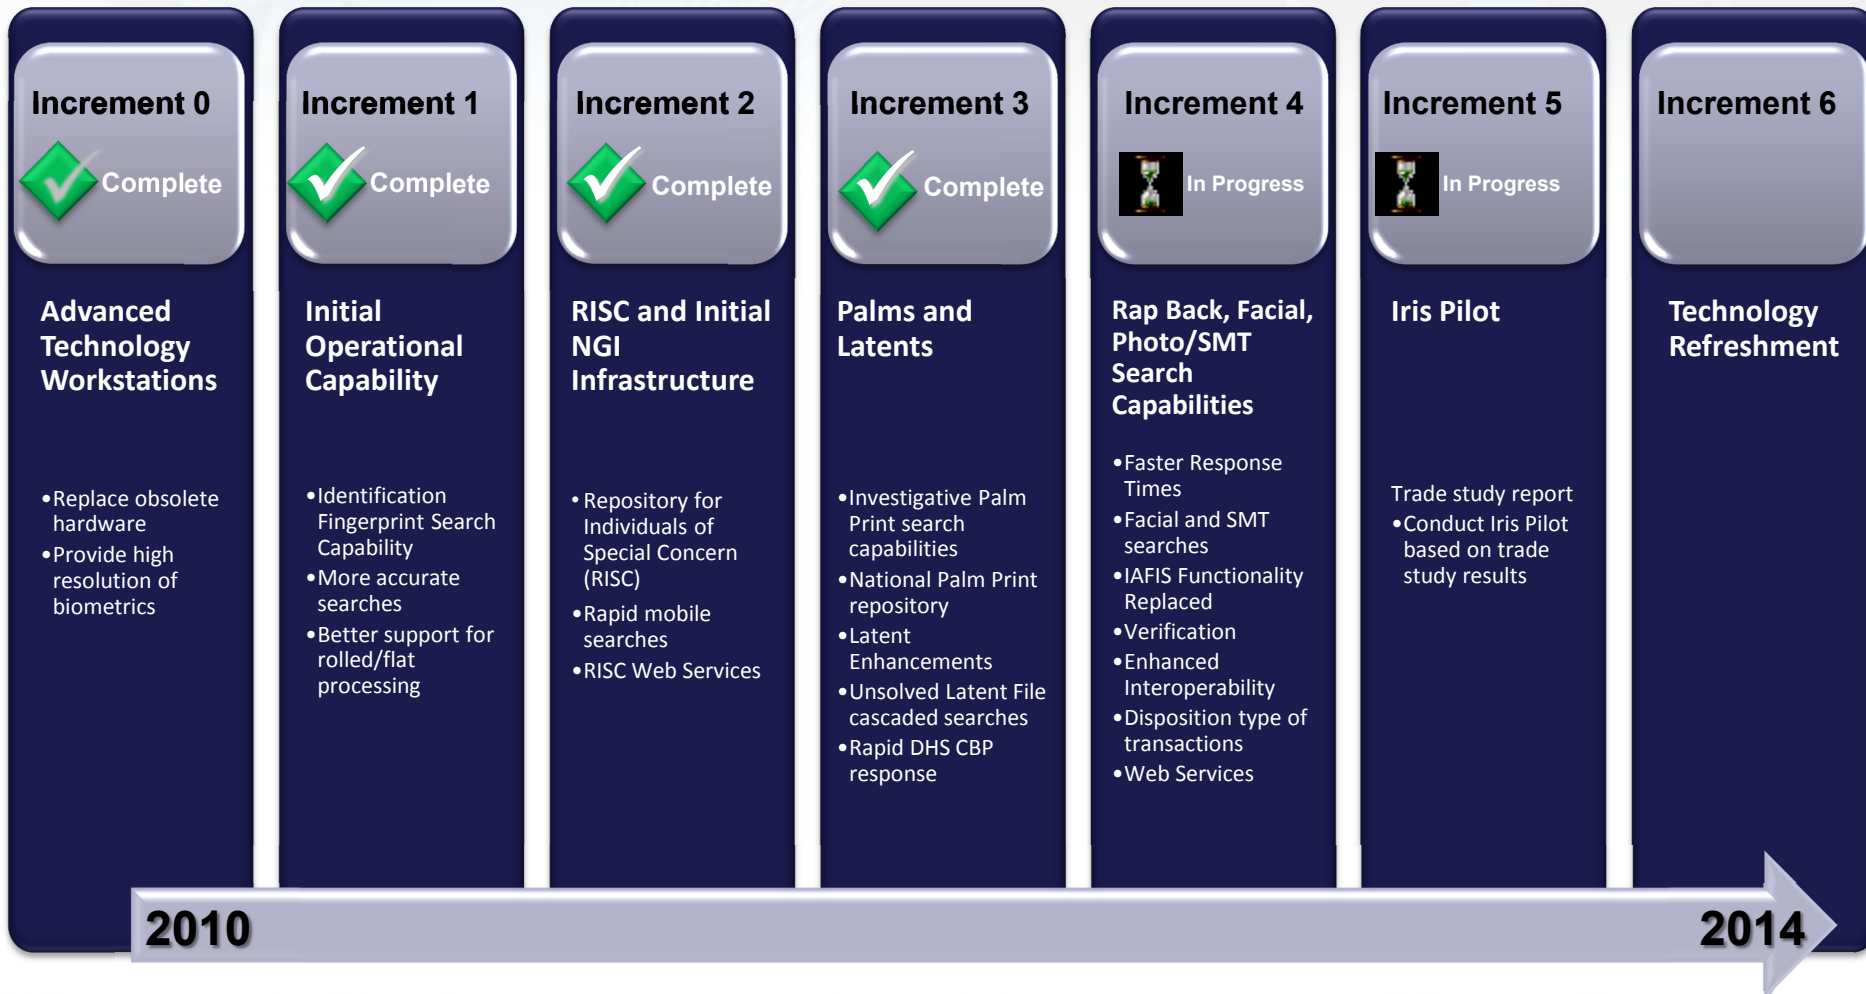 Increment 0
Complete
Advanced
Technology
Workstations
•Replace obsolete
hardware
•Provide high
resolution of
biometrics
Increment 1
Complete
Initial
Operational
Capability
•Identification
Fingerprint Search
Capability
•More accurate
searches
•Better support for
rolled/flat
processing
Increment 2
Complete
RISC and Initial
NGI
Infrastructure
•Repository for
Individuals of
Special Concern
(RISC)
•Rapid mobile
searches
•RISC Web Services
Increment 3
Complete
Palms and
Latents
•Investigative Palm
Print search
capabilities
•National Palm Print
repository
•Latent
Enhancements
•Unsolved Latent File
cascaded searches
•Rapid DHS CBP
response
Increment 4
In Progress
Rap Back, Facial,
Photo/SMT
Search
Capabilities
•Faster Response
Times
•Facial and SMT
searches
•IAFIS Functionality
Replaced
•Verification
•Enhanced
Interoperability
•Disposition type of
transactions
•Web Services
Increment 5
In Progress
Iris Pilot
Trade study report
•Conduct Iris Pilot
based on trade
study results
Increment 6
Technology
Refreshment
2010
2014